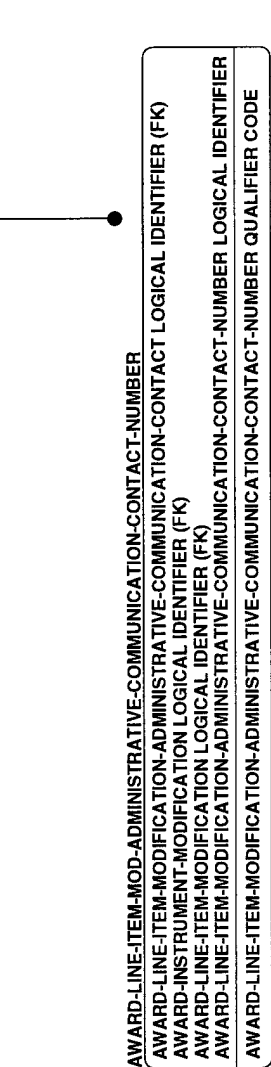 AWARD-LINE-ITEM-MOD-ADMINISTRATIVE-COMMUNICATION-CONTACT-NUMBER
AWARD-LINE-ITEM-MODIFICATION-ADMINISTRATIVE-COMMUNICATION-CONTACT LOGICAL IDENTIFIER (FK)
AWARD-INSTRUMENT-MODIFICATION LOGICAL IDENTIFIER (FK)
AWARD-LINE-ITEM-MODIFICATION LOGICAL IDENTIFIER (FK)
AWARD-LINE-ITEM-MODIFICATION-ADMINISTRATIVE-COMMUNICATION-CONTACT-NUMBER LOGICAL IDENTIFIER
AWARD-LINE-ITEM-MODIFICATION-ADMINISTRATIVE-COMMUNICATION-CONTACT-NUMBER QUALIFIER CODE